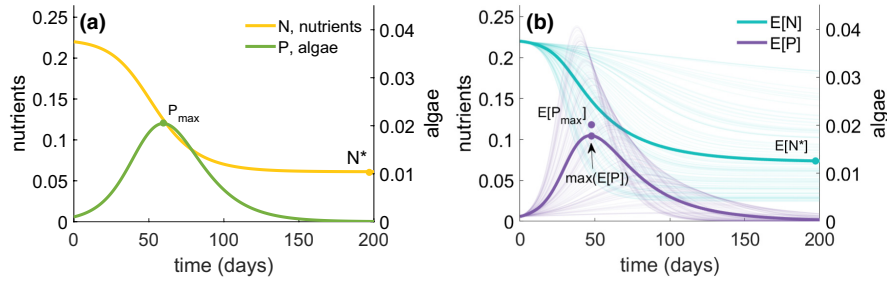 (a)
N, nutrients
P, algae
P_max
N*
nutrients
algae
0.25
0.2
0.15
0.1
0.05
0
0.04
0.03
0.02
0.01
0
0
50
100
150
200
time (days)
(b)
E[N]
E[P]
E[P_max]
max(E[P])
E[N*]
nutrients
algae
0.25
0.2
0.15
0.1
0.05
0
0.04
0.03
0.02
0.01
0
0
50
100
150
200
time (days)